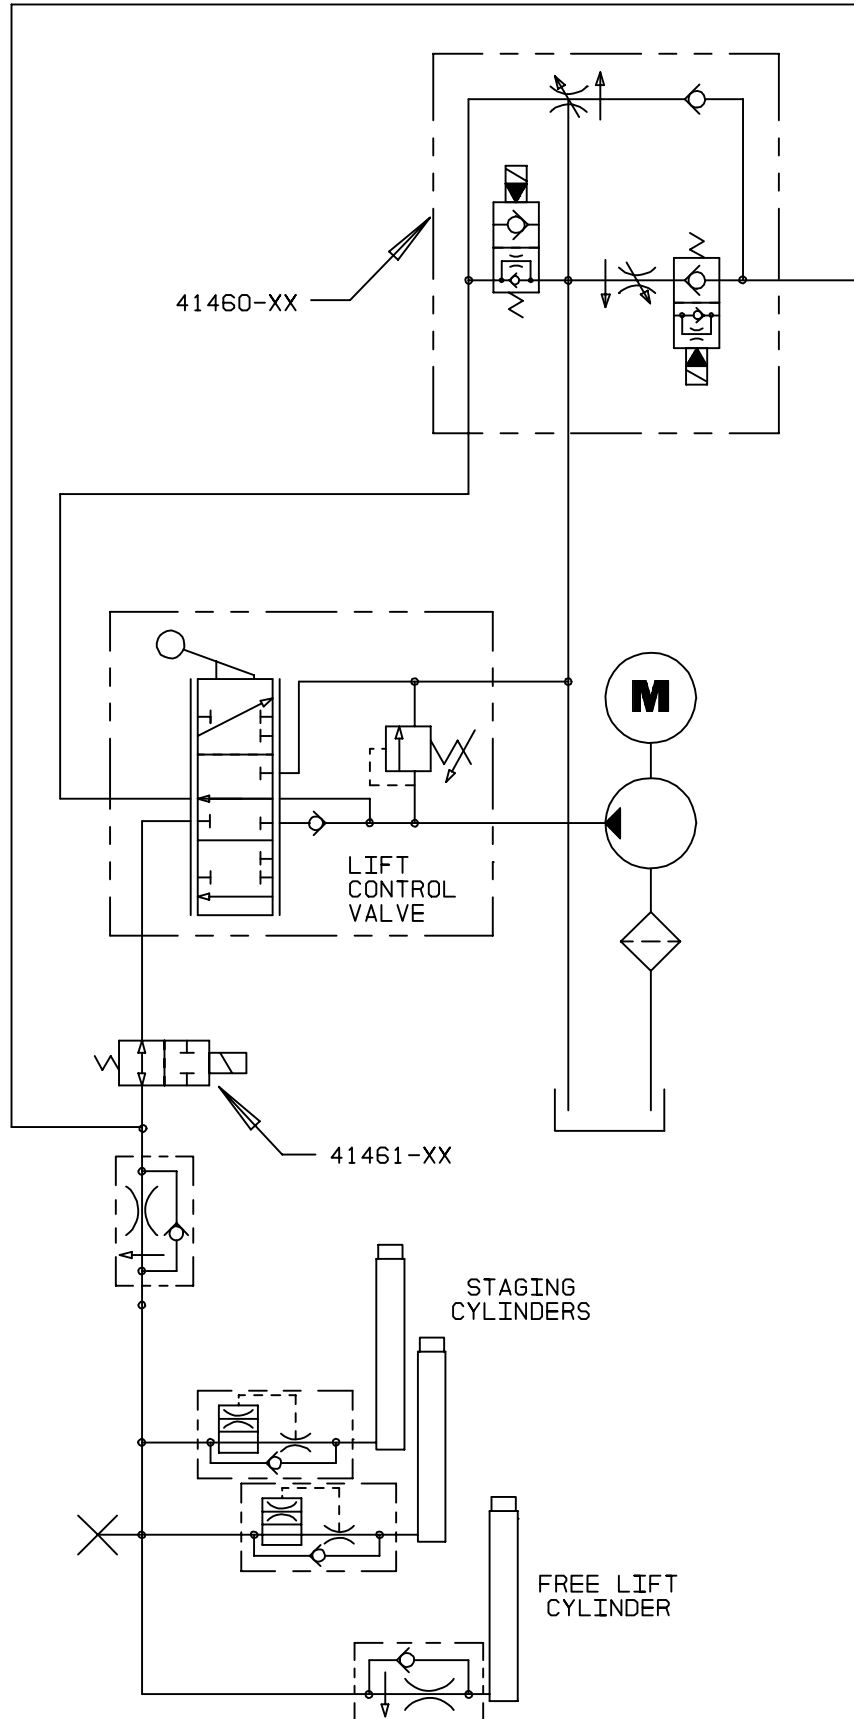 41460-XX
M
LIFT
CONTROL
VALVE
41461-XX
STAGING
CYLINDERS
FREE LIFT
CYLINDER